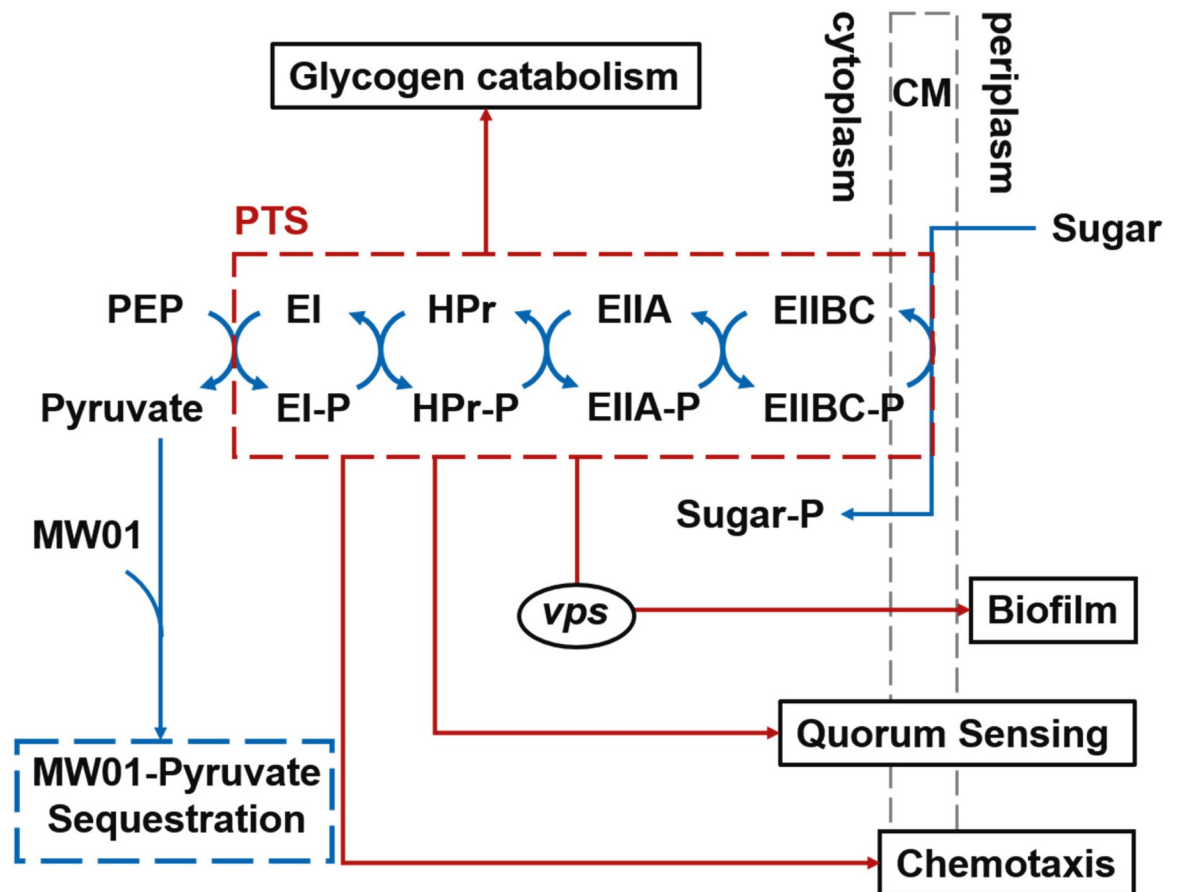 cytoplasm
CM
periplasm
Glycogen catabolism
PTS
Sugar
PEP
EI
HPr
EIIA
EIIBC
Pyruvate
EI-P
HPr-P
EIIA-P
EIIBC-P
Sugar-P
MW01
vps
Biofilm
Quorum Sensing
MW01-Pyruvate
Sequestration
Chemotaxis